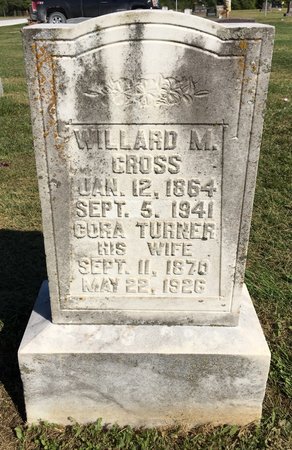 WILLARD M.
CROSS
JAN. 12, 1864
SEPT. 5, 1941
CORA TURNER
HIS WIFE
SEPT. 11, 1870
MAY 22, 1926